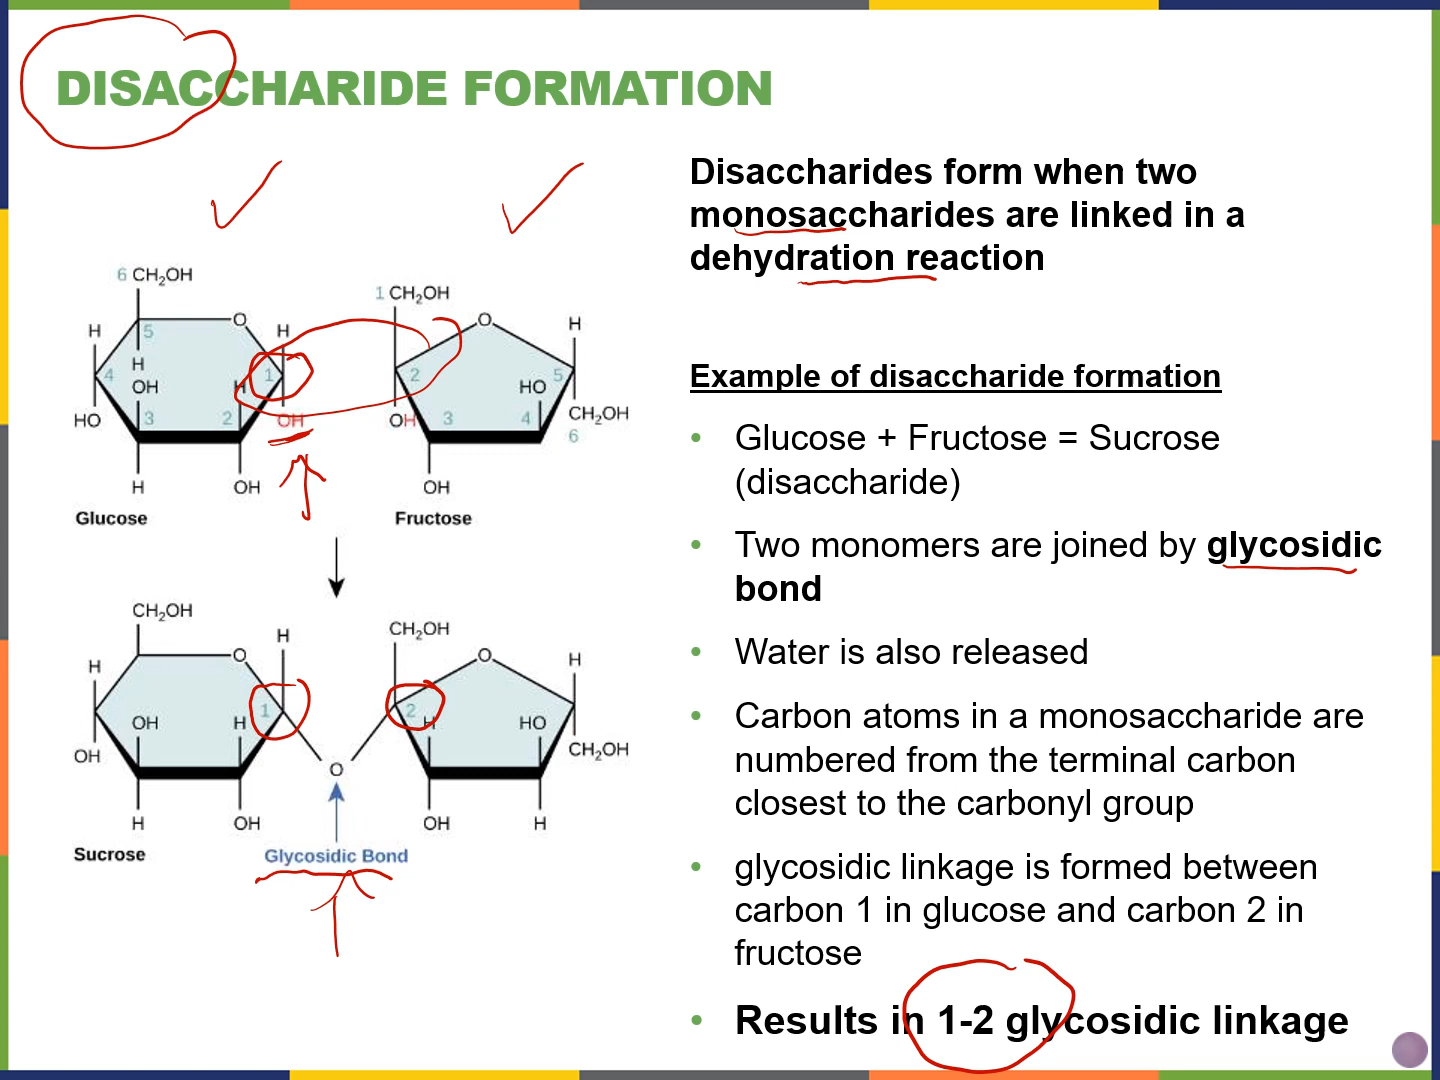 DISACCHARIDE FORMATION
Disaccharides form when two
monosaccharides are linked in a
dehydration reaction
Example of disaccharide formation
• Glucose + Fructose = Sucrose
(disaccharide)
• Two monomers are joined by glycosidic
bond
• Water is also released
• Carbon atoms in a monosaccharide are
numbered from the terminal carbon
closest to the carbonyl group
• glycosidic linkage is formed between
carbon 1 in glucose and carbon 2 in
fructose
• Results in 1-2 glycosidic linkage
6 CH₂OH
H 5 O H
4 H OH H 1
HO 3 2 OH
H OH
Glucose
1 CH₂OH
O H
2 HO 5
OH 3 4 CH₂OH
6
OH
Fructose
CH₂OH
H O H
OH H 1
OH
H OH
Sucrose
CH₂OH
O H
2 H HO
CH₂OH
OH H
O
Glycosidic Bond